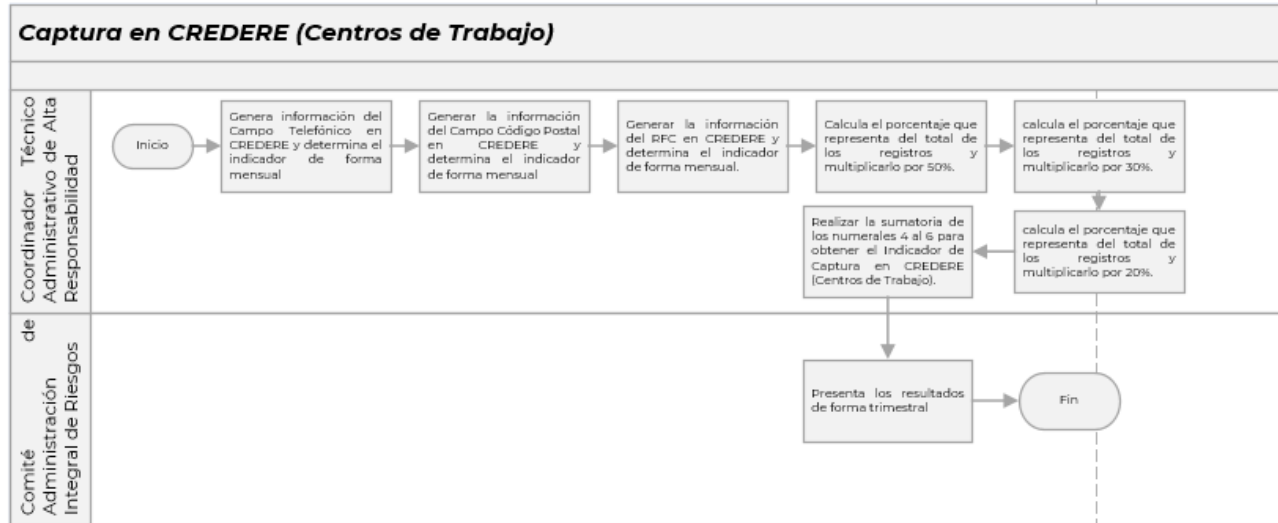 Captura en CREDERE (Centros de Trabajo)
Coordinador Técnico
Administrativo de Alta
Responsabilidad
Inicio
Genera información del
Campo Telefónico en
CREDERE y determina el
indicador de forma
mensual
Generar la información
del Campo Código Postal
en CREDERE y
determina el indicador
de forma mensual
Generar la información
del RFC en CREDERE y
determina el indicador
de forma mensual.
Calcula el porcentaje que
representa del total de
los registros y
multiplicarlo por 50%.
calcula el porcentaje que
representa del total de
los registros y
multiplicarlo por 30%.
calcula el porcentaje que
representa del total de
los registros y
multiplicarlo por 20%.
Realizar la sumatoria de
los numerales 4 al 6 para
obtener el Indicador de
Captura en CREDERE
(Centros de Trabajo).
Comité de
Administración
Integral de Riesgos
Presenta los resultados
de forma trimestral
Fin